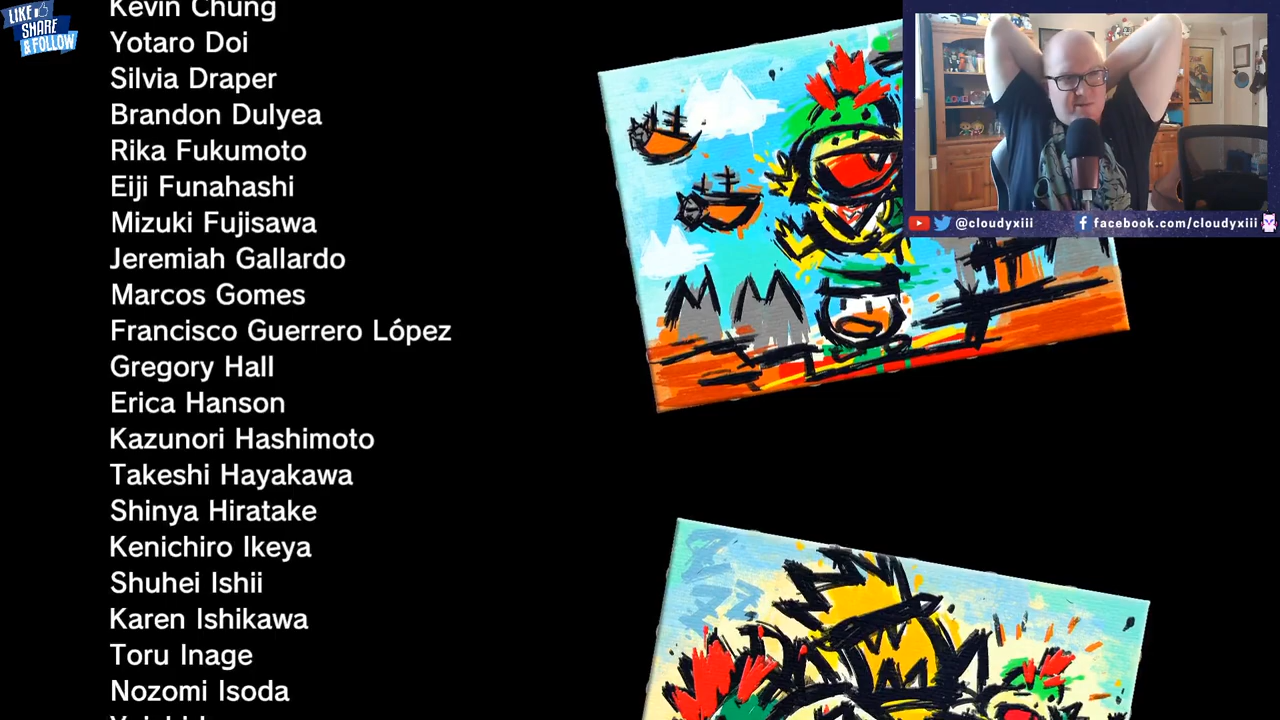 LIKE
SHARE
& FOLLOW
Kevin Chung
Yotaro Doi
Silvia Draper
Brandon Dulyea
Rika Fukumoto
Eiji Funahashi
Mizuki Fujisawa
Jeremiah Gallardo
Marcos Gomes
Francisco Guerrero López
Gregory Hall
Erica Hanson
Kazunori Hashimoto
Takeshi Hayakawa
Shinya Hiratake
Kenichiro Ikeya
Shuhei Ishii
Karen Ishikawa
Toru Inage
Nozomi Isoda
@cloudyxiii
facebook.com/cloudyxiii